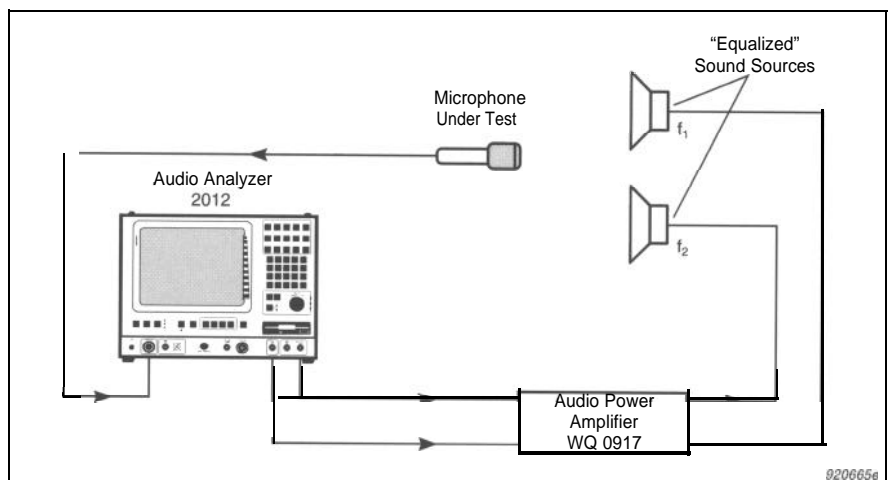 “Equalized”
Sound Sources
Microphone
Under Test
f₁
Audio Analyzer
2012
f₂
Audio Power
Amplifier
WQ 0917
920665e